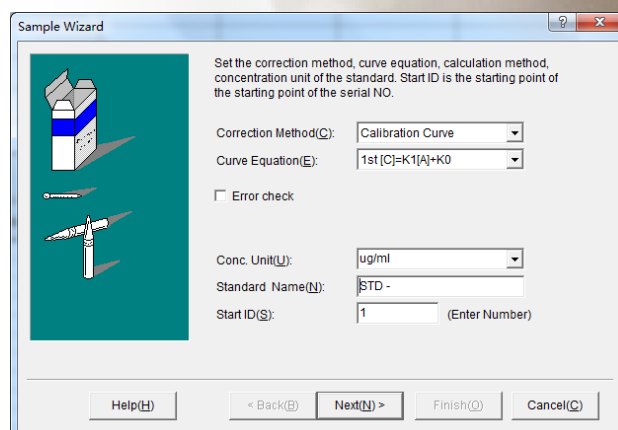 Sample Wizard
Set the correction method, curve equation, calculation method,
concentration unit of the standard. Start ID is the starting point of
the starting point of the serial NO.
Correction Method(C): Calibration Curve
Curve Equation(E): 1st [C]=K1[A]+K0
Error check
Conc. Unit(U): ug/ml
Standard Name(N): STD -
Start ID(S): 1 (Enter Number)
Help(H) < Back(B) Next(N) > Finish(O) Cancel(C)